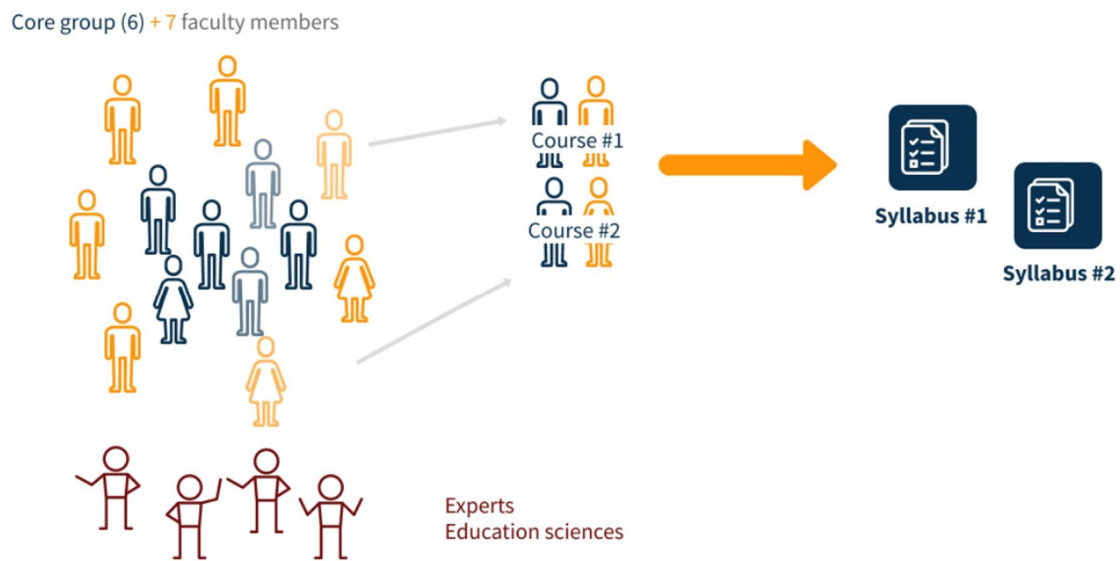 Core group (6) + 7 faculty members
Course #1
Course #2
Syllabus #1
Syllabus #2
Experts
Education sciences